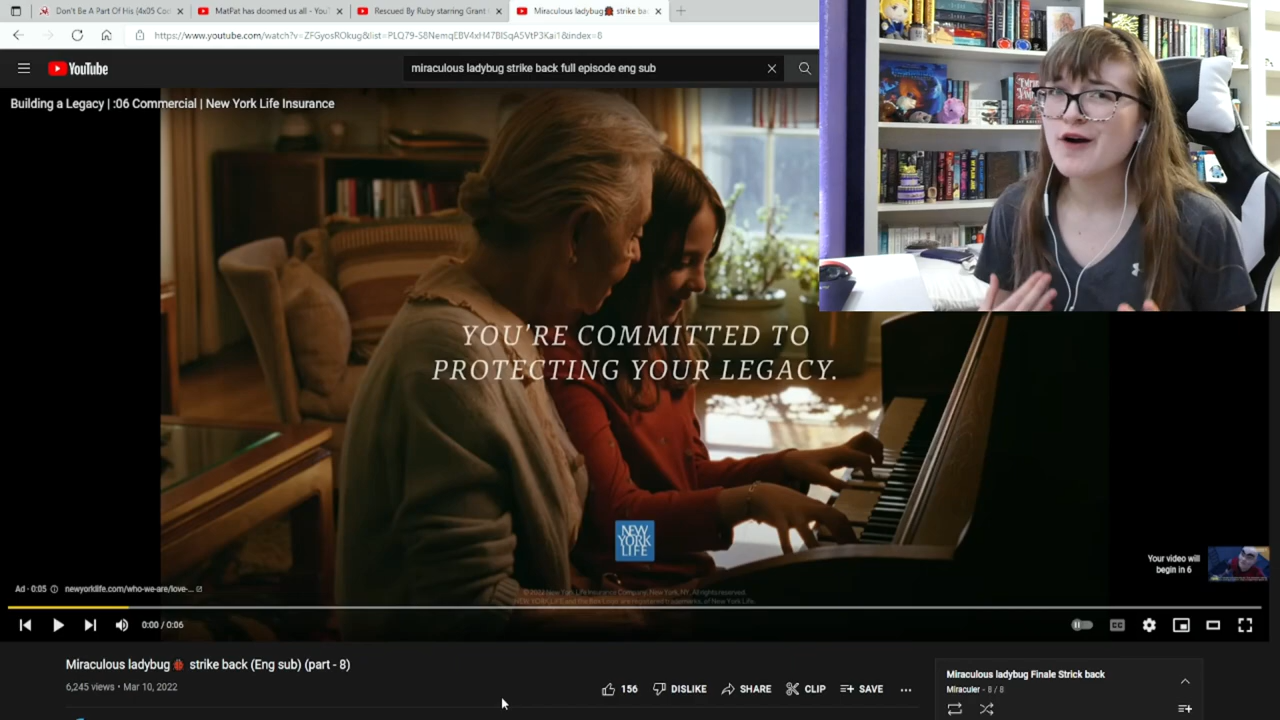 Don't Be A Part Of His (4x05 Co
MatPat has doomed us all - You
Rescued By Ruby starring Grant
Miraculous ladybug🐞 strike ba
https://www.youtube.com/watch?v=ZFGyosROkug&list=PLQ79-S8NemqEBV4xH47BISqA5VtP3Kai1&index=8
YouTube
miraculous ladybug strike back full episode eng sub
Building a Legacy | :06 Commercial | New York Life Insurance
YOU'RE COMMITTED TO
PROTECTING YOUR LEGACY.
NEW
YORK
LIFE
Your video will
begin in 6
Ad · 0:05
newyorklife.com/who-we-are/love-...
0:00 / 0:06
CC
Miraculous ladybug 🐞 strike back (Eng sub) (part - 8)
6,245 views • Mar 10, 2022
156
DISLIKE
SHARE
CLIP
SAVE
Miraculous ladybug Finale Strick back
Miraculer - 8 / 8